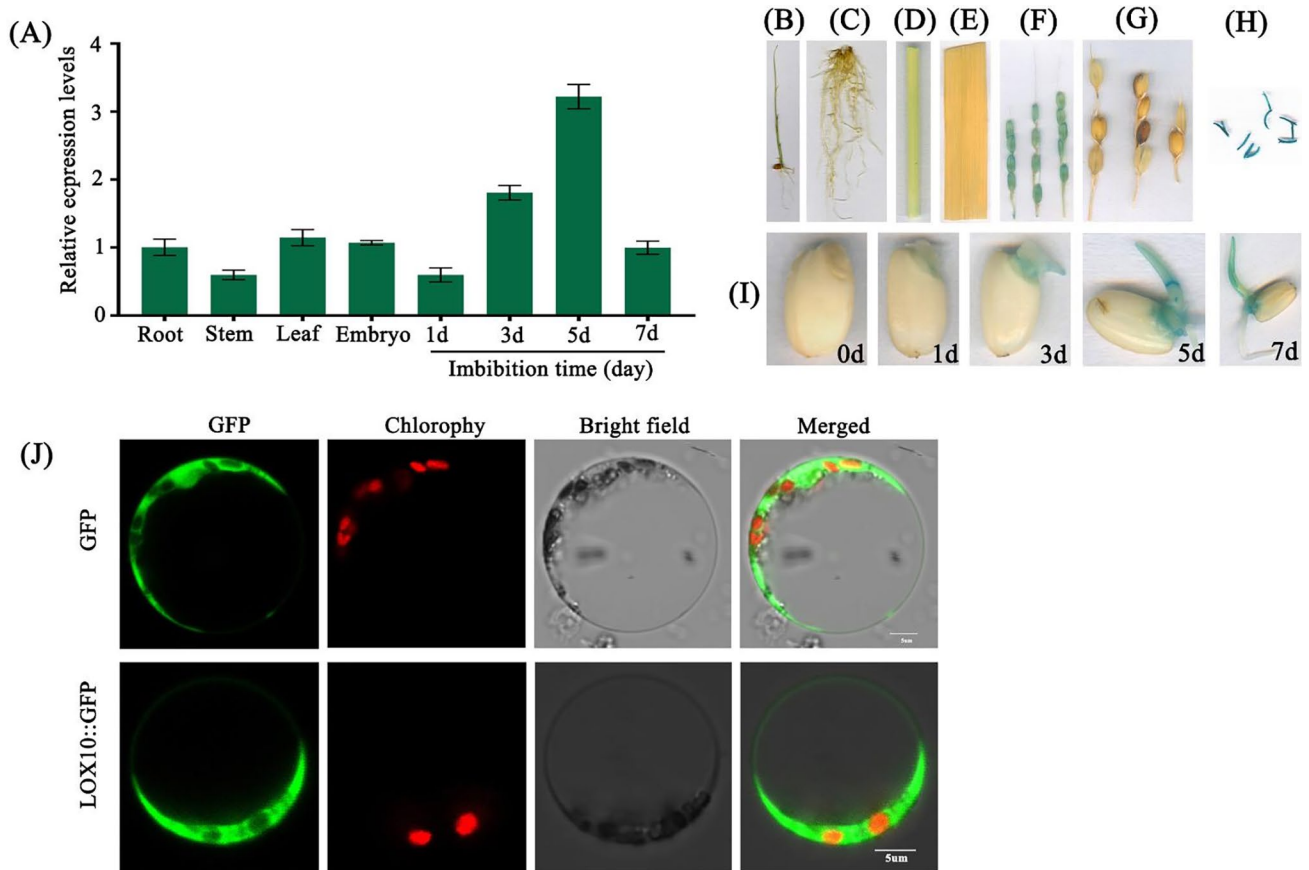 (A)
Relative ecpression levels
4
3
2
1
0
Root Stem Leaf Embryo 1d 3d 5d 7d
Imbibition time (day)
(B) (C) (D) (E) (F) (G) (H)
(I)
0d 1d 3d 5d 7d
(J)
GFP Chlorophy Bright field Merged
GFP
5um
LOX10::GFP
5um